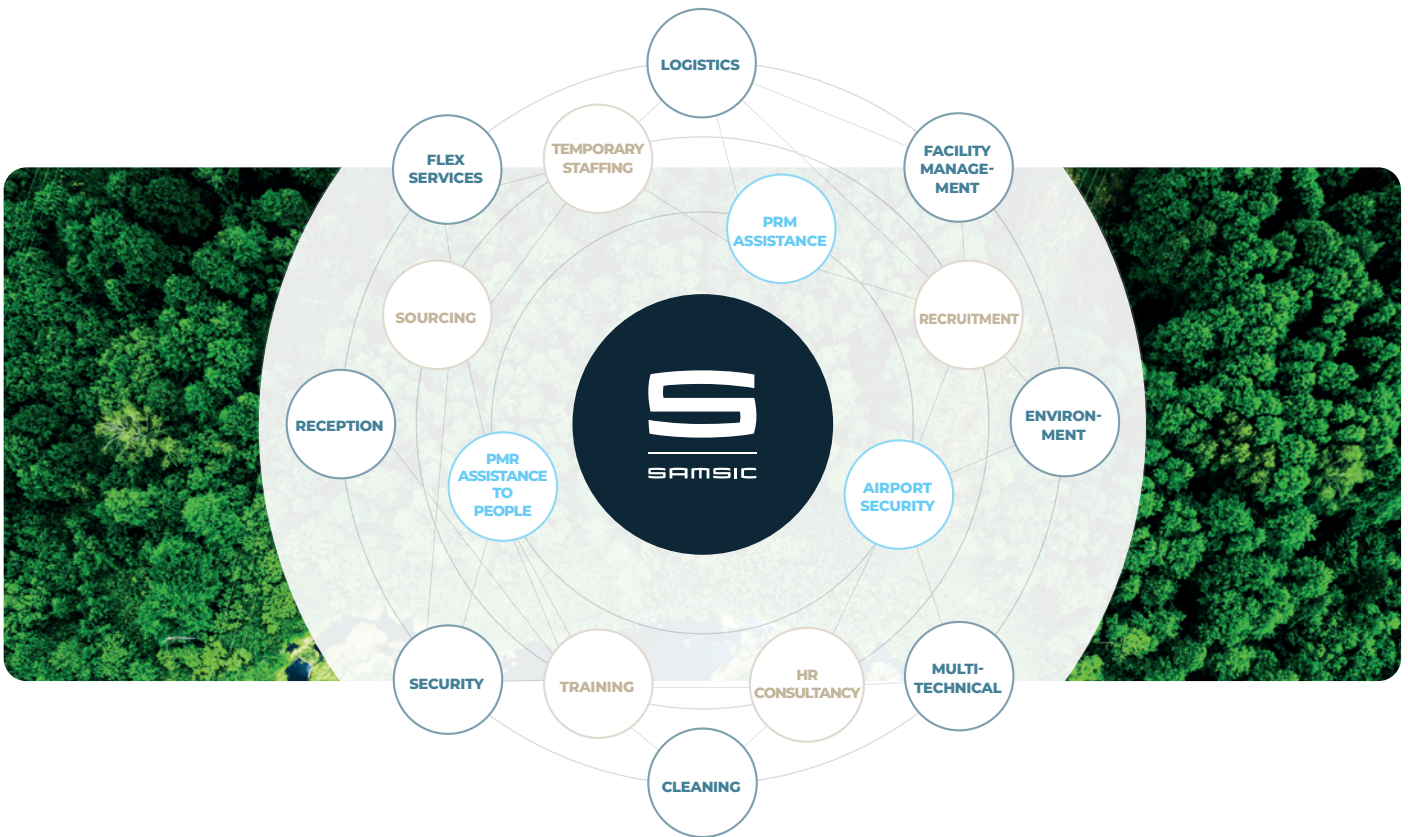 LOGISTICS
TEMPORARY
STAFFING
FLEX
SERVICES
FACILITY
MANAGE-
MENT
PRM
ASSISTANCE
SOURCING
RECRUITMENT
RECEPTION
ENVIRON-
MENT
SAMSIC
PMR
ASSISTANCE
TO
PEOPLE
AIRPORT
SECURITY
SECURITY
TRAINING
HR
CONSULTANCY
MULTI-
TECHNICAL
CLEANING